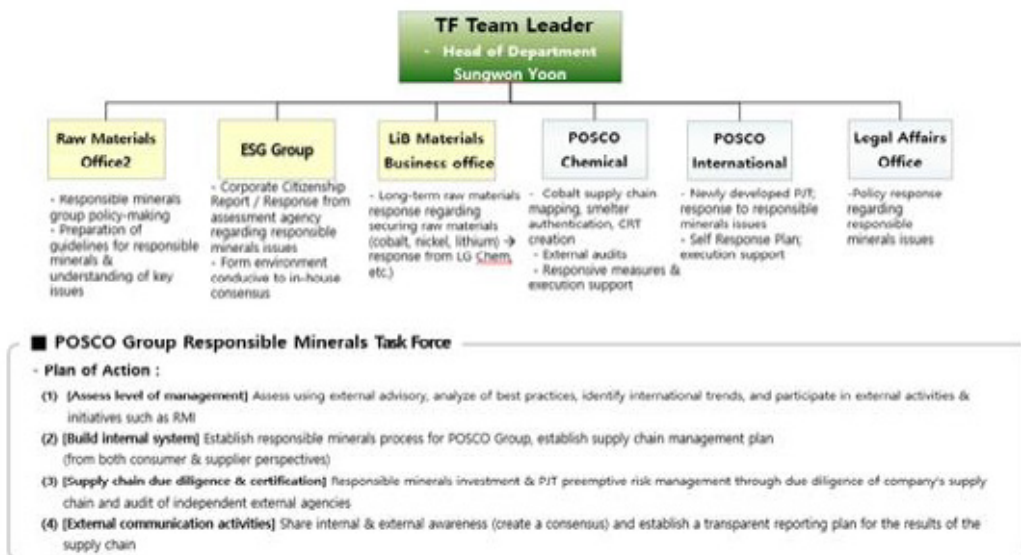 TF Team Leader
- Head of Department
Sungwon Yoon
Raw Materials
Office2
- Responsible minerals
group policy-making
- Preparation of
guidelines for responsible
minerals &
understanding of key
issues
ESG Group
- Corporate Citizenship
Report / Response from
assessment agency
regarding responsible
minerals issues
- Form environment
conducive to in-house
consensus
LiB Materials
Business office
- Long-term raw materials
response regarding
securing raw materials
(cobalt, nickel, lithium) →
response from LG Chem,
etc.)
POSCO
Chemical
- Cobalt supply chain
mapping, smelter
authentication, CRT
creation
- External audits
- Responsive measures &
execution support
POSCO
International
- Newly developed PJT;
response to responsible
minerals issues
- Self Response Plan;
execution support
Legal Affairs
Office
-Policy response
regarding
responsible
minerals issues
■ POSCO Group Responsible Minerals Task Force
- Plan of Action :
(1) [Assess level of management] Assess using external advisory, analyze of best practices, identify international trends, and participate in external activities &
initiatives such as RMI
(2) [Build internal system] Establish responsible minerals process for POSCO Group, establish supply chain management plan
(from both consumer & supplier perspectives)
(3) [Supply chain due diligence & certification] Responsible minerals investment & PJT preemptive risk management through due diligence of company's supply
chain and audit of independent external agencies
(4) [External communication activities] Share internal & external awareness (create a consensus) and establish a transparent reporting plan for the results of the
supply chain